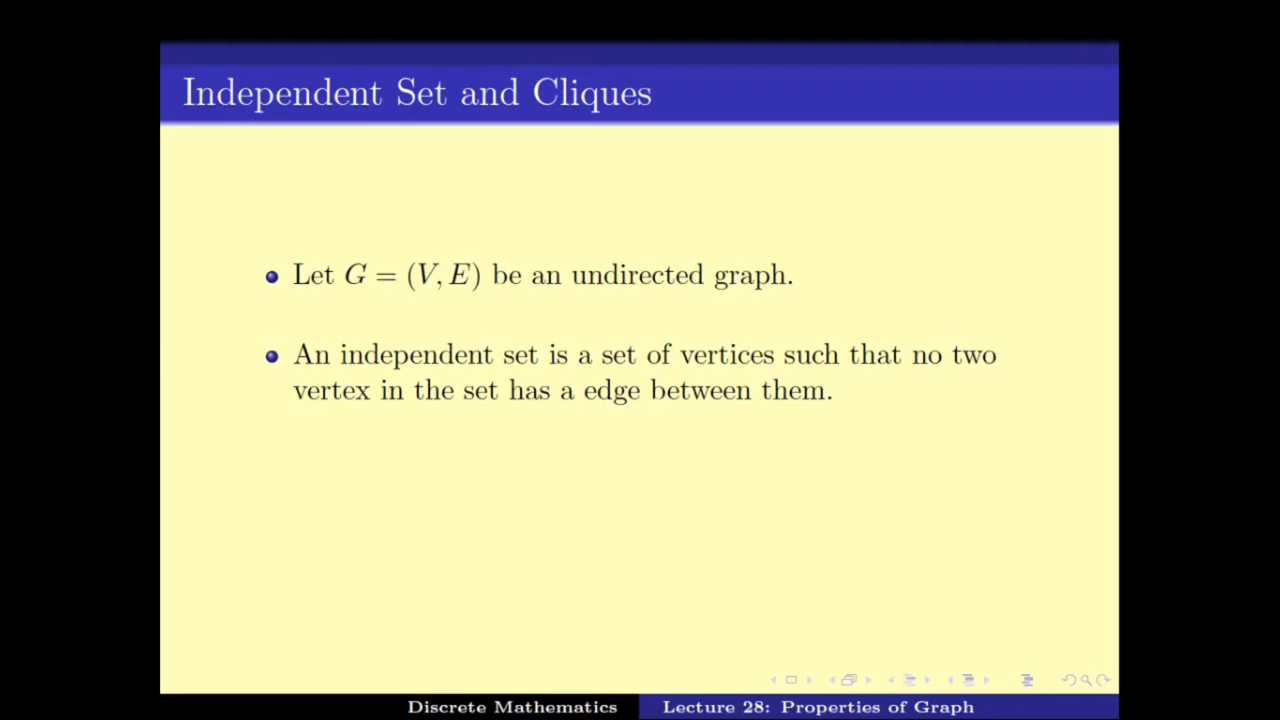 Independent Set and Cliques
Let G = (V, E) be an undirected graph.
An independent set is a set of vertices such that no two
vertex in the set has a edge between them.
Discrete Mathematics
Lecture 28: Properties of Graph